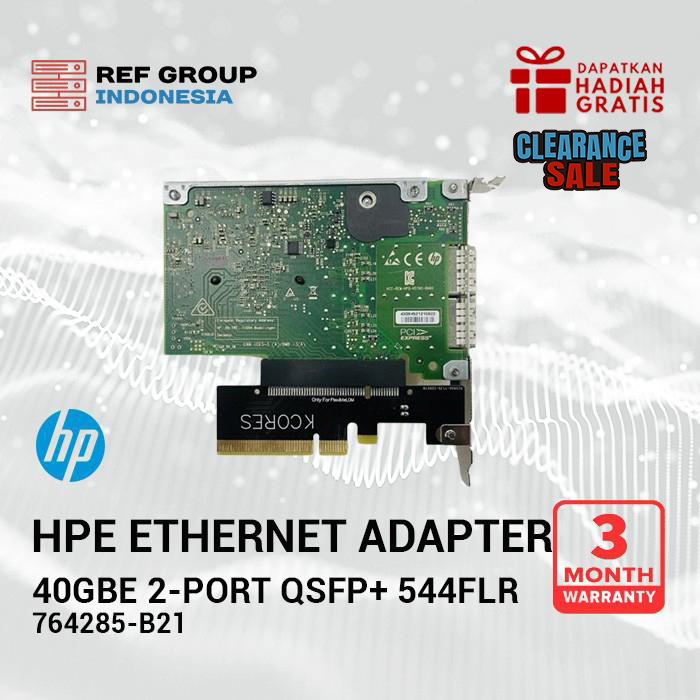 REF GROUP
INDONESIA
DAPATKAN
HADIAH
GRATIS
CLEARANCE
SALE
hp
PCI
EXPRESS
Only For FlexibleLOM
KCORES
hp
HPE ETHERNET ADAPTER
40GBE 2-PORT QSFP+ 544FLR
764285-B21
3
MONTH
WARRANTY